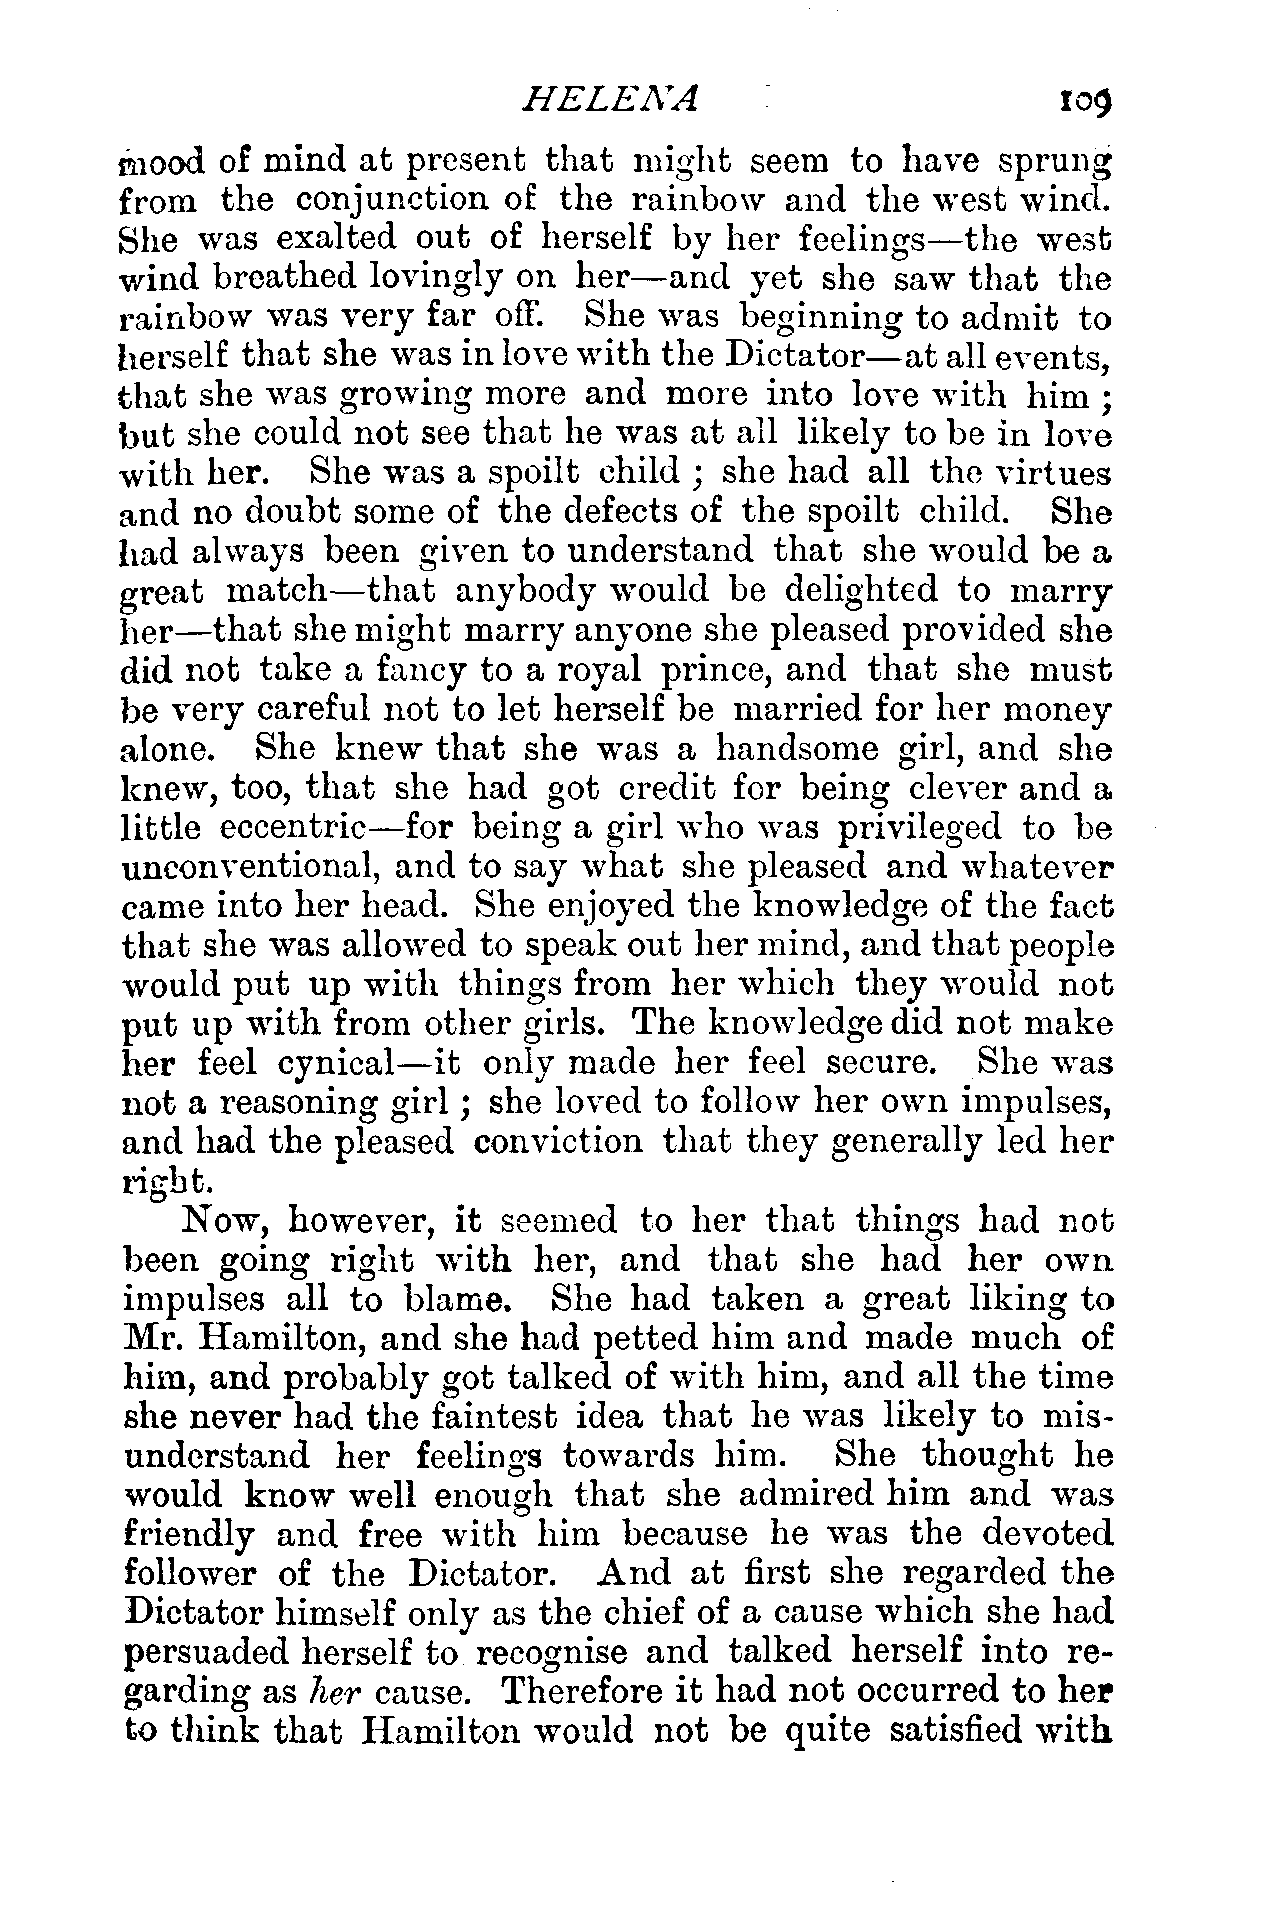 HELENA 109
mood of mind at present that might seem to have sprung
from the conjunction of the rainbow and the west wind.
She was exalted out of herself by her feelings—the west
wind breathed lovingly on her—and yet she saw that the
rainbow was very far off. She was beginning to admit to
herself that she was in love with the Dictator—at all events,
that she was growing more and more into love with him ;
but she could not see that he was at all likely to be in love
with her. She was a spoilt child ; she had all the virtues
and no doubt some of the defects of the spoilt child. She
had always been given to understand that she would be a
great match—that anybody would be delighted to marry
her—that she might marry anyone she pleased provided she
did not take a fancy to a royal prince, and that she must
be very careful not to let herself be married for her money
alone. She knew that she was a handsome girl, and she
knew, too, that she had got credit for being clever and a
little eccentric—for being a girl who was privileged to be
unconventional, and to say what she pleased and whatever
came into her head. She enjoyed the knowledge of the fact
that she was allowed to speak out her mind, and that people
would put up with things from her which they would not
put up with from other girls. The knowledge did not make
her feel cynical—it only made her feel secure. She was
not a reasoning girl ; she loved to follow her own impulses,
and had the pleased conviction that they generally led her
right.
Now, however, it seemed to her that things had not
been going right with her, and that she had her own
impulses all to blame. She had taken a great liking to
Mr. Hamilton, and she had petted him and made much of
him, and probably got talked of with him, and all the time
she never had the faintest idea that he was likely to mis-
understand her feelings towards him. She thought he
would know well enough that she admired him and was
friendly and free with him because he was the devoted
follower of the Dictator. And at first she regarded the
Dictator himself only as the chief of a cause which she had
persuaded herself to recognise and talked herself into re-
garding as her cause. Therefore it had not occurred to her
to think that Hamilton would not be quite satisfied with